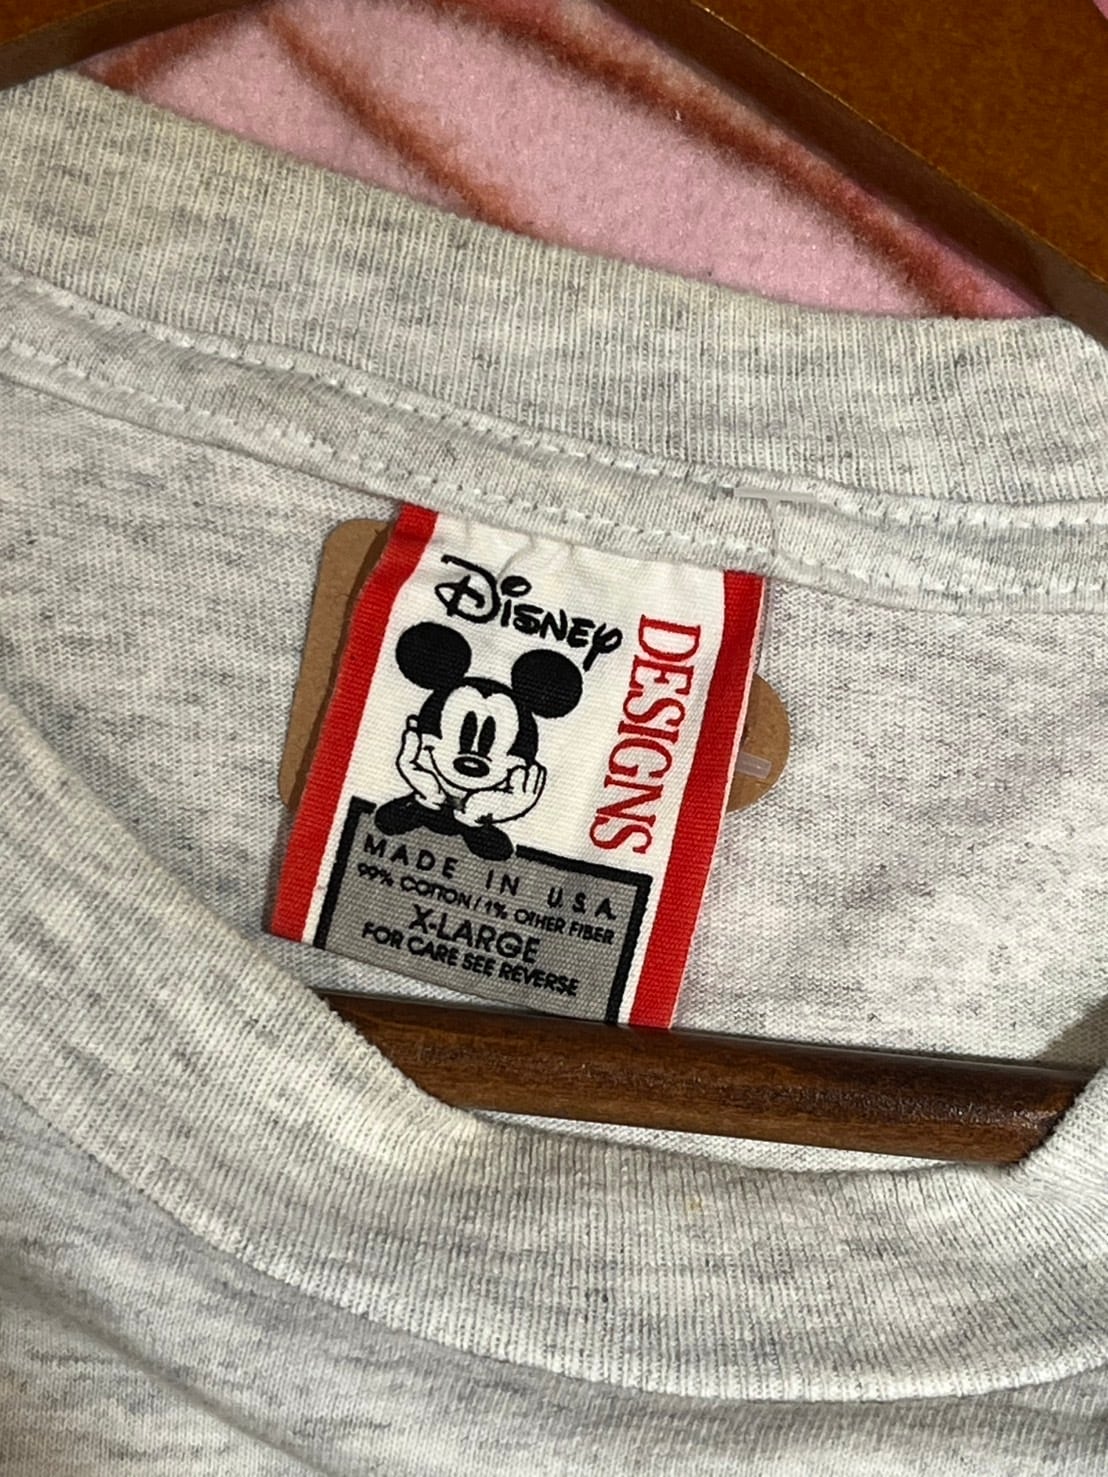 Disney
DESIGNS
MADE IN U.S.A.
99% COTTON/1% OTHER FIBER
X-LARGE
FOR CARE SEE REVERSE